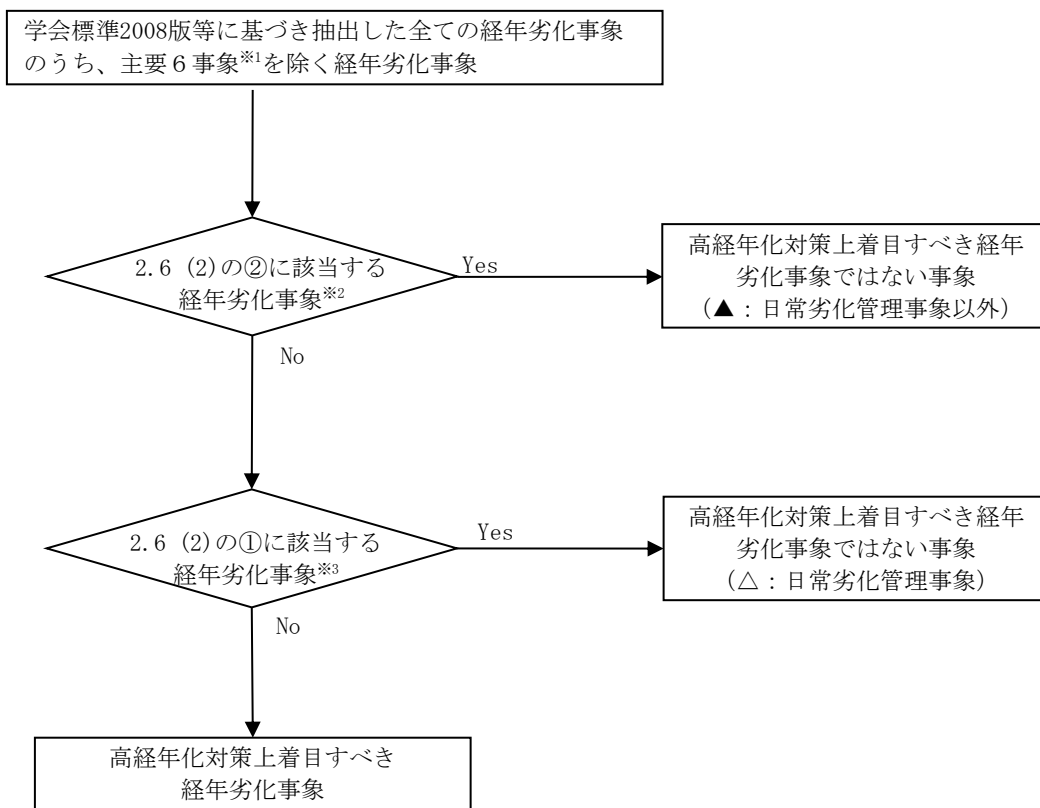 学会標準2008版等に基づき抽出した全ての経年劣化事象
のうち、主要６事象※1を除く経年劣化事象
2.6 (2)の②に該当する
経年劣化事象※2
Yes
高経年化対策上着目すべき経年
劣化事象ではない事象
（▲：日常劣化管理事象以外）
No
2.6 (2)の①に該当する
経年劣化事象※3
Yes
高経年化対策上着目すべき経年
劣化事象ではない事象
（△：日常劣化管理事象）
No
高経年化対策上着目すべき
経年劣化事象